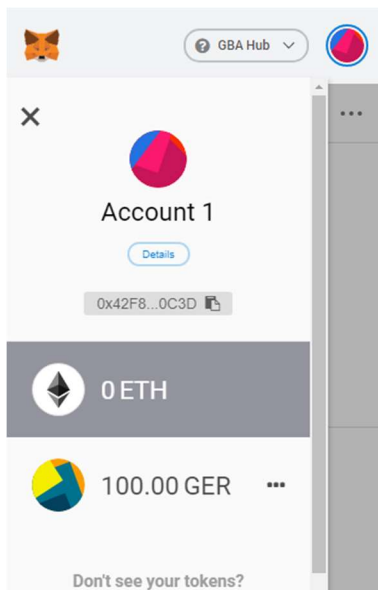 GBA Hub
Account 1
Details
0x42F8...0C3D
0 ETH
100.00 GER
Don't see your tokens?